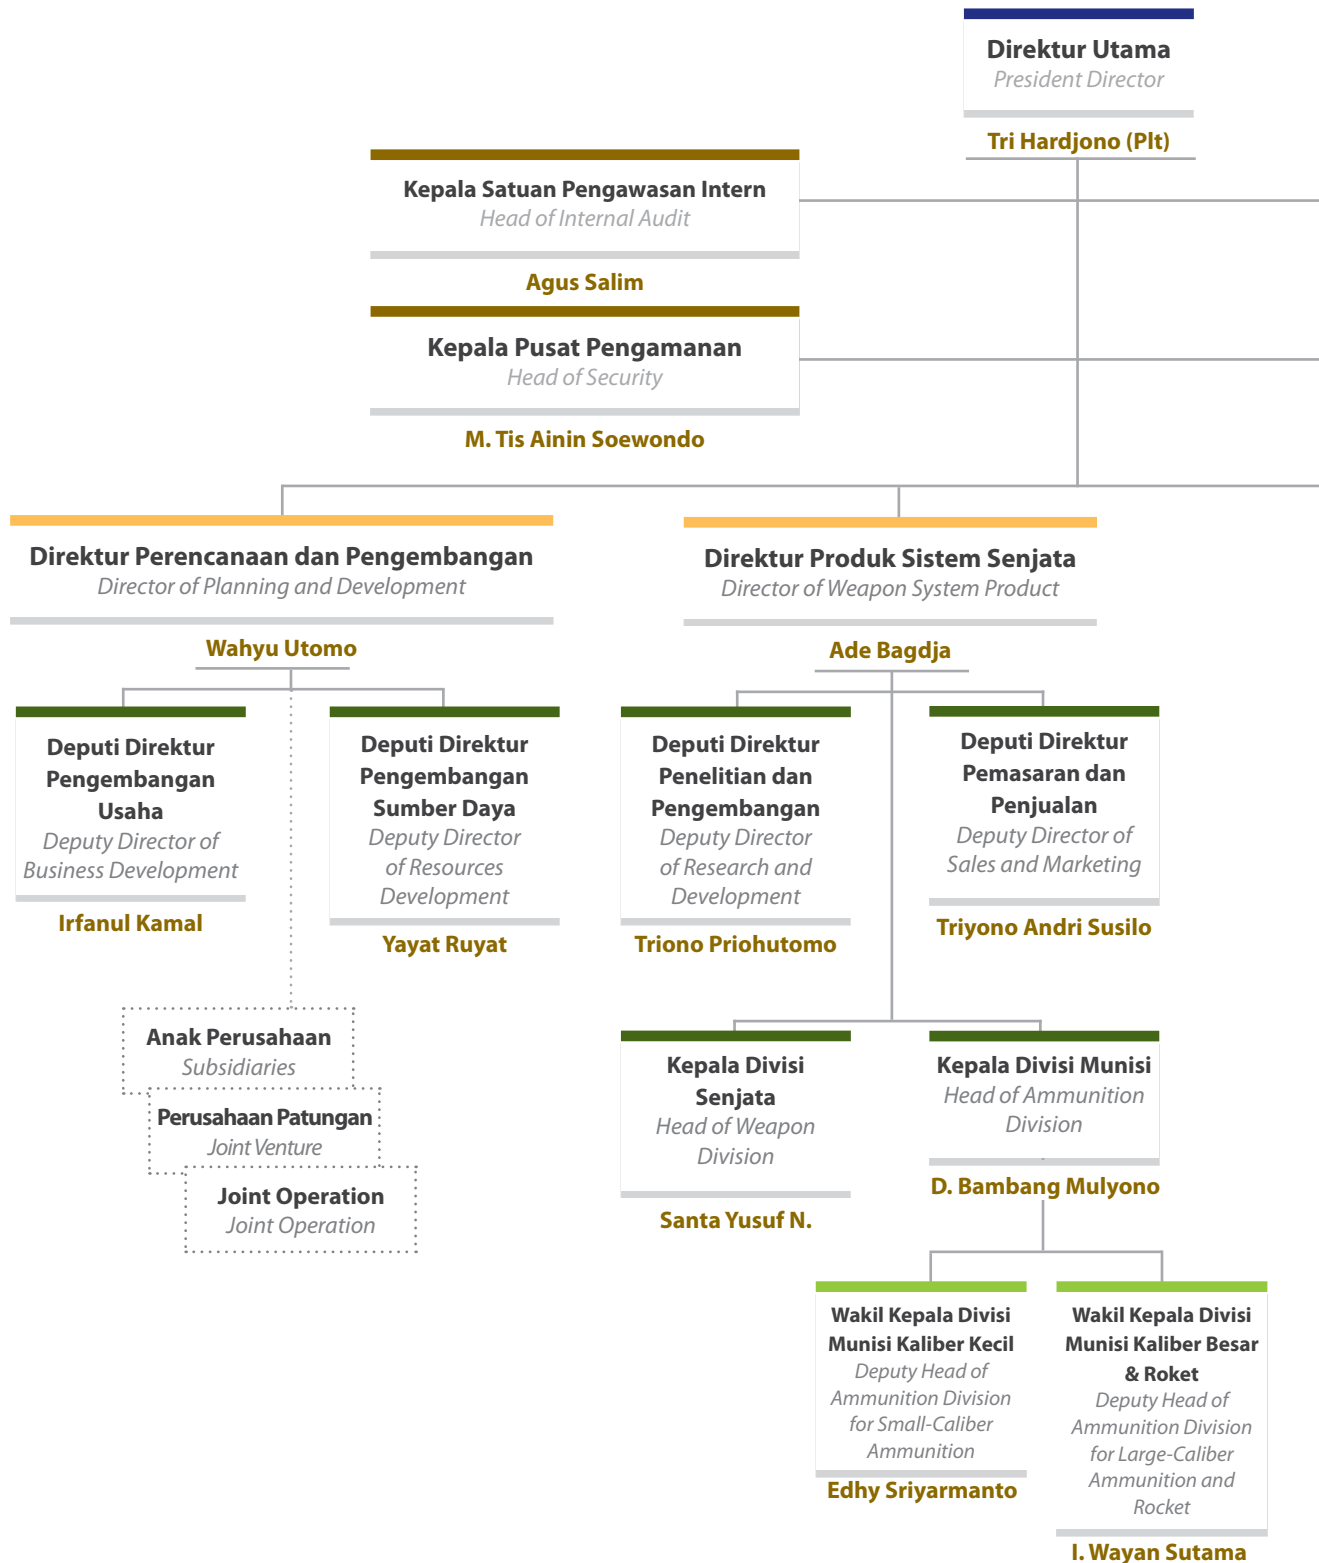 Direktur Utama
President Director
Tri Hardjono (Plt)
Kepala Satuan Pengawasan Intern
Head of Internal Audit
Agus Salim
Kepala Pusat Pengamanan
Head of Security
M. Tis Ainin Soewondo
Direktur Perencanaan dan Pengembangan
Director of Planning and Development
Wahyu Utomo
Direktur Produk Sistem Senjata
Director of Weapon System Product
Ade Bagdja
Deputi Direktur
Pengembangan
Usaha
Deputy Director of
Business Development
Irfanul Kamal
Deputi Direktur
Pengembangan
Sumber Daya
Deputy Director
of Resources
Development
Yayat Ruyat
Deputi Direktur
Penelitian dan
Pengembangan
Deputy Director
of Research and
Development
Triono Priohutomo
Deputi Direktur
Pemasaran dan
Penjualan
Deputy Director of
Sales and Marketing
Triyono Andri Susilo
Anak Perusahaan
Subsidiaries
Perusahaan Patungan
Joint Venture
Joint Operation
Joint Operation
Kepala Divisi
Senjata
Head of Weapon
Division
Santa Yusuf N.
Kepala Divisi Munisi
Head of Ammunition
Division
D. Bambang Mulyono
Wakil Kepala Divisi
Munisi Kaliber Kecil
Deputy Head of
Ammunition Division
for Small-Caliber
Ammunition
Edhy Sriyarmanto
Wakil Kepala Divisi
Munisi Kaliber Besar
& Roket
Deputy Head of
Ammunition Division
for Large-Caliber
Ammunition and
Rocket
I. Wayan Sutama